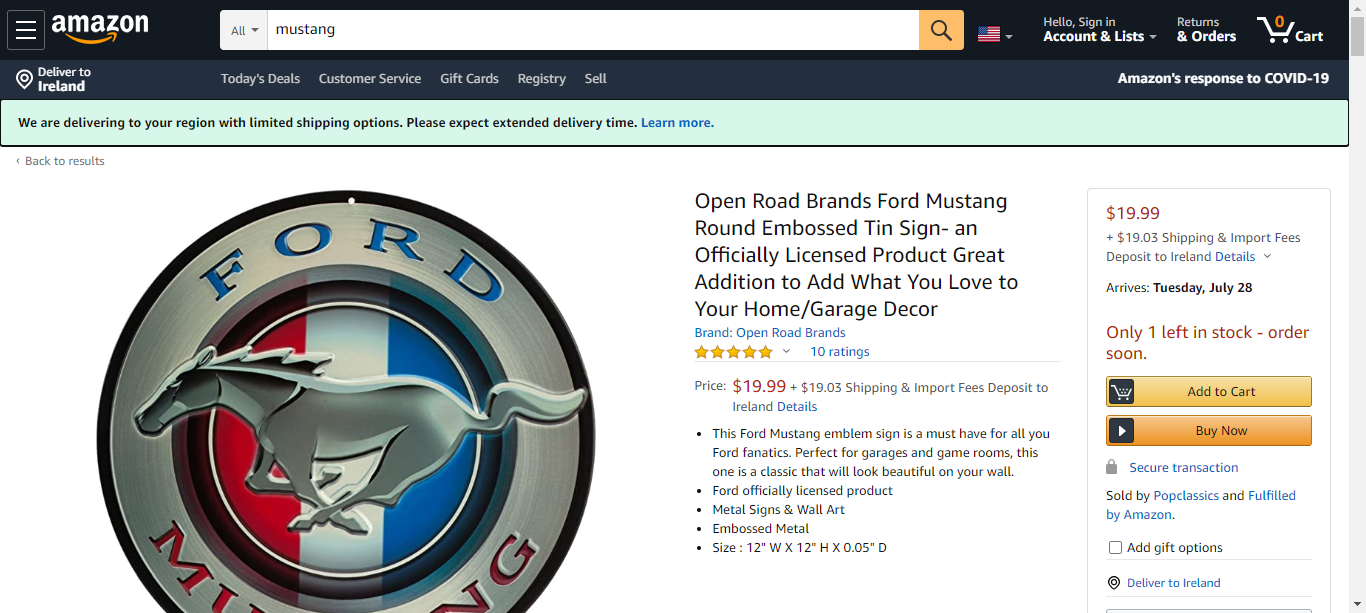 amazon
All
mustang
Hello, Sign in
Account & Lists
Returns
& Orders
0
Cart
Deliver to
Ireland
Today's Deals
Customer Service
Gift Cards
Registry
Sell
Amazon's response to COVID-19
We are delivering to your region with limited shipping options. Please expect extended delivery time. Learn more.
‹ Back to results
FORD
MUSTANG
Open Road Brands Ford Mustang
Round Embossed Tin Sign- an
Officially Licensed Product Great
Addition to Add What You Love to
Your Home/Garage Decor
Brand: Open Road Brands
10 ratings
Price: $19.99 + $19.03 Shipping & Import Fees Deposit to
Ireland Details
• This Ford Mustang emblem sign is a must have for all you
Ford fanatics. Perfect for garages and game rooms, this
one is a classic that will look beautiful on your wall.
• Ford officially licensed product
• Metal Signs & Wall Art
• Embossed Metal
• Size : 12" W X 12" H X 0.05" D
$19.99
+ $19.03 Shipping & Import Fees
Deposit to Ireland Details
Arrives: Tuesday, July 28
Only 1 left in stock - order
soon.
Add to Cart
Buy Now
Secure transaction
Sold by Popclassics and Fulfilled
by Amazon.
Add gift options
Deliver to Ireland